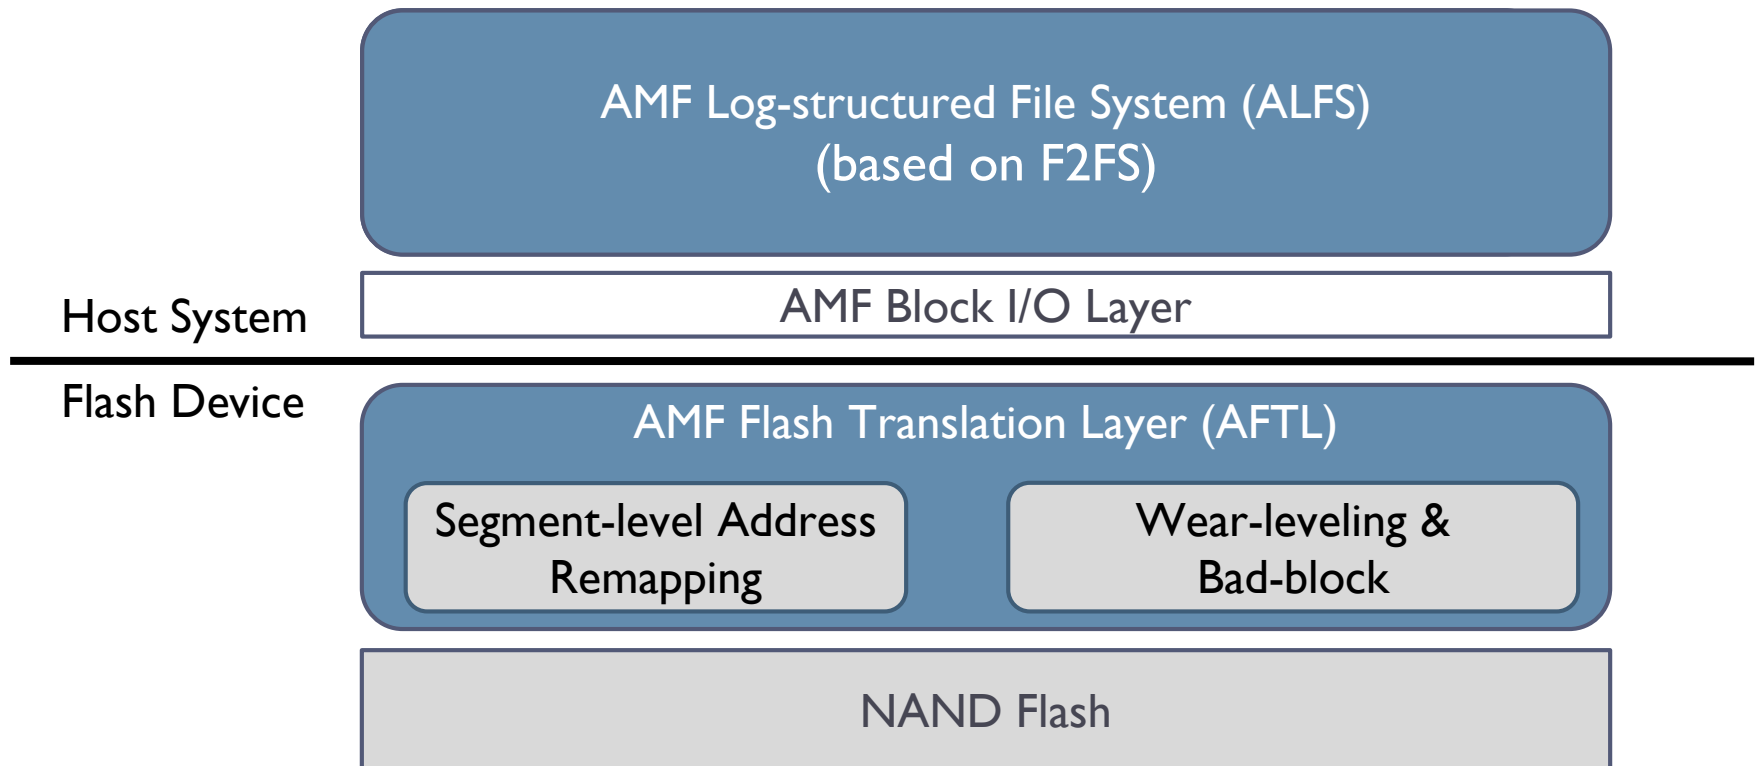 AMF Log-structured File System (ALFS)
(based on F2FS)
AMF Block I/O Layer
Host System
Flash Device
AMF Flash Translation Layer (AFTL)
Segment-level Address
Remapping
Wear-leveling &
Bad-block
NAND Flash